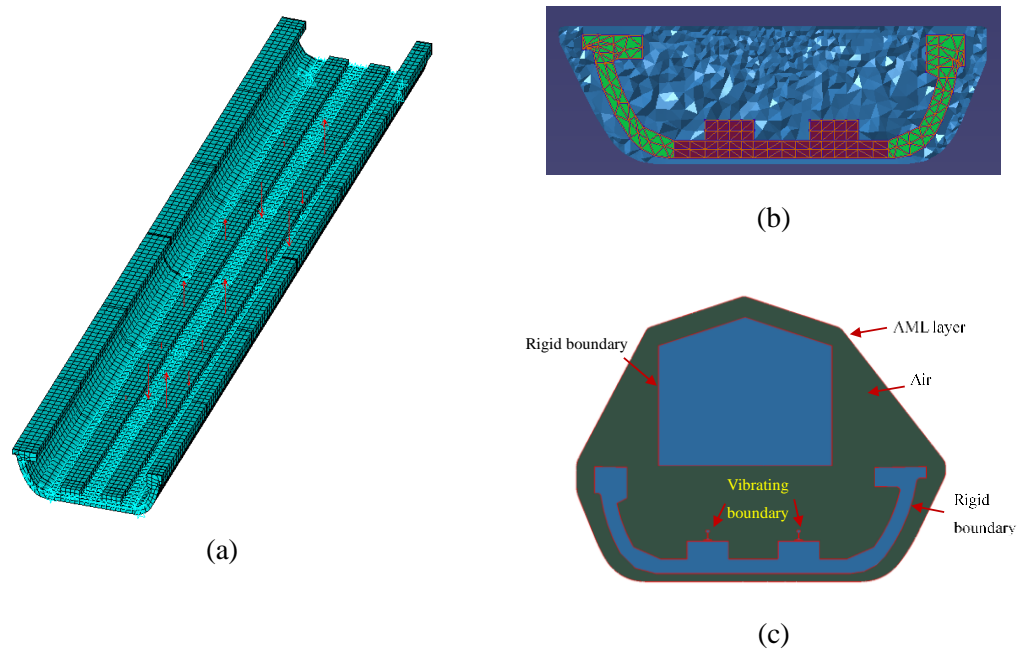 (a)
(b)
AML layer
Rigid boundary
Air
Vibrating
boundary
Rigid
boundary
(c)